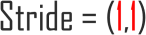 Stride = (1,1)